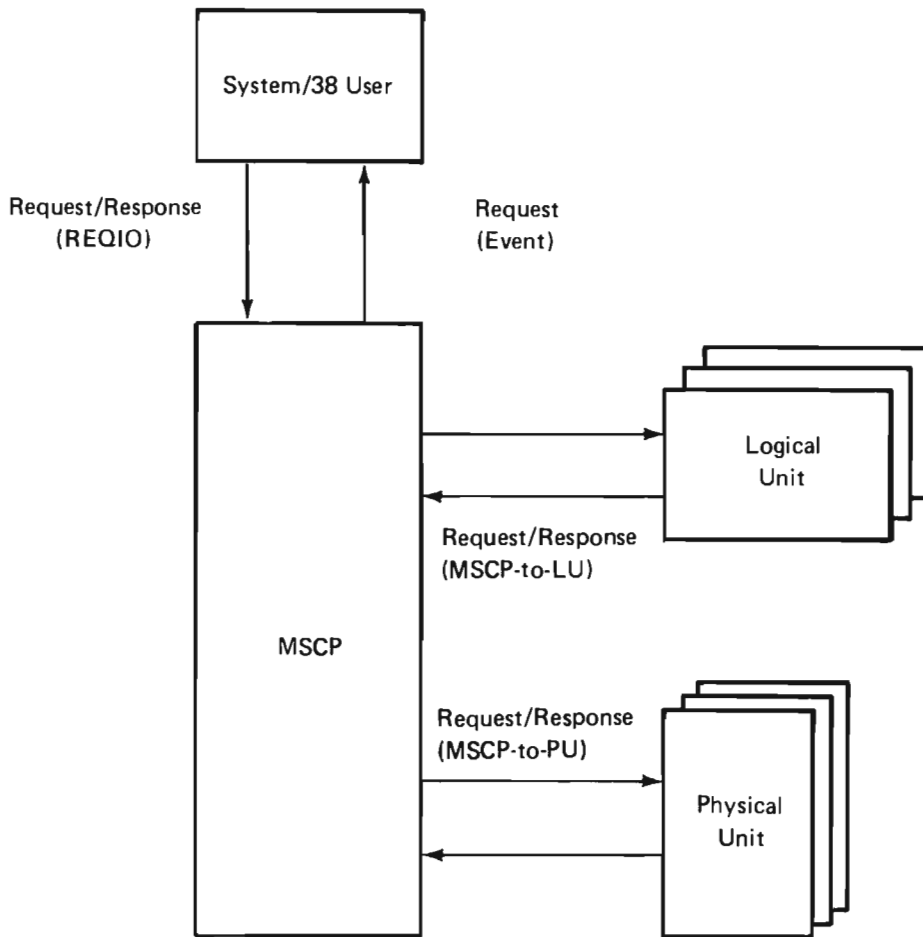 System/38 User
Request/Response
(REQIO)
Request
(Event)
Logical
Unit
Request/Response
(MSCP-to-LU)
MSCP
Request/Response
(MSCP-to-PU)
Physical
Unit